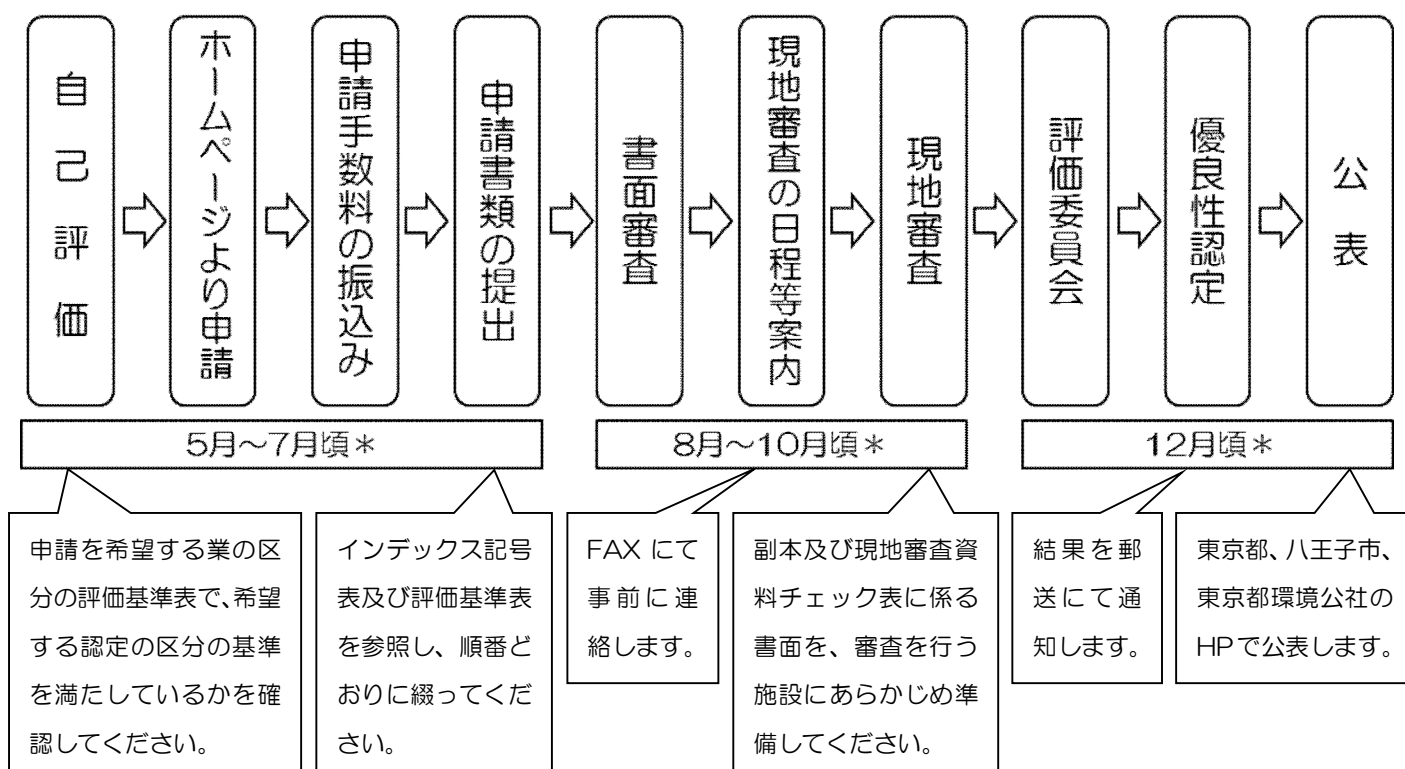 自己評価
ホームページより申請
申請手数料の振込み
申請書類の提出
書面審査
現地審査の日程等案内
現地審査
評価委員会
優良性認定
公表
5月～7月頃＊
8月～10月頃＊
12月頃＊
申請を希望する業の区
分の評価基準表で、希望
する認定の区分の基準
を満たしているかを確
認してください。
インデックス記号
表及び評価基準表
を参照し、順番ど
おりに綴ってくだ
さい。
FAX にて
事前に連
絡します。
副本及び現地審査資
料チェック表に係る
書面を、審査を行う
施設にあらかじめ準
備してください。
結果を郵
送にて通
知します。
東京都、八王子市、
東京都環境公社の
HPで公表します。